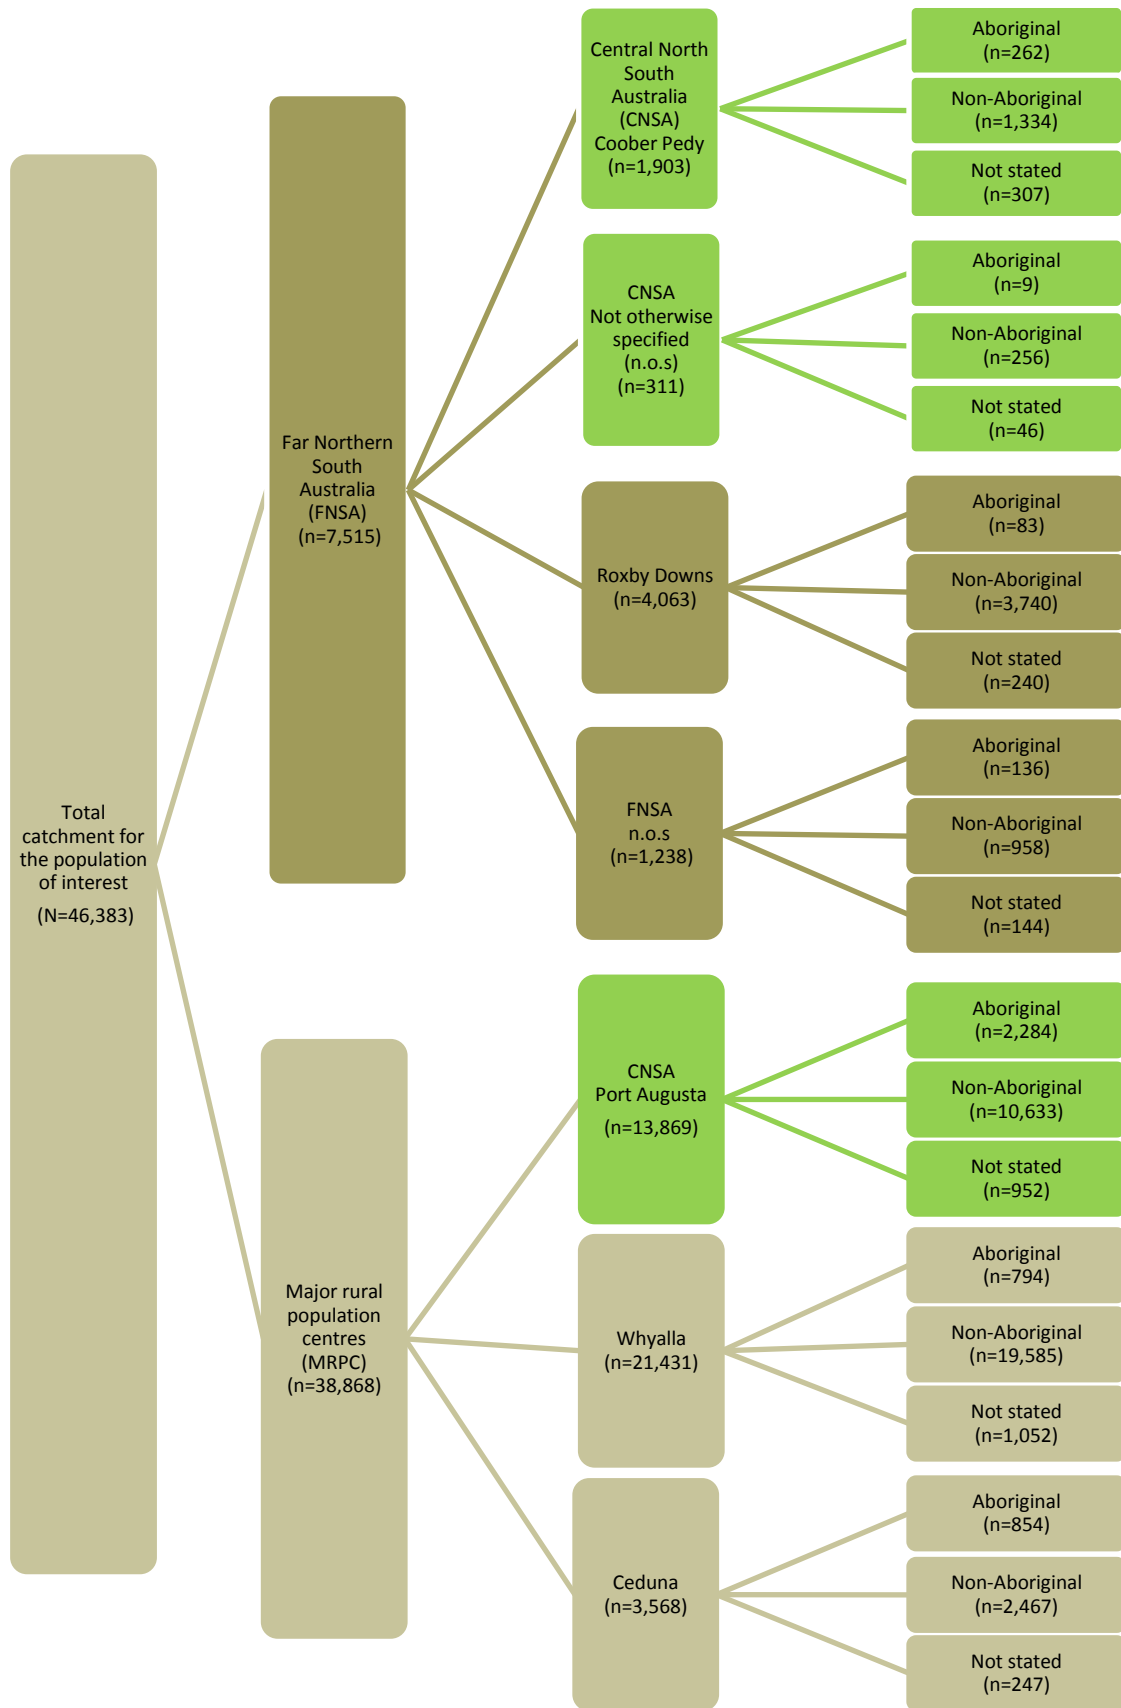 Total
catchment for
the population
of interest
(N=46,383)
Far Northern
South
Australia
(FNSA)
(n=7,515)
Central North
South
Australia
(CNSA)
Coober Pedy
(n=1,903)
Aboriginal
(n=262)
Non-Aboriginal
(n=1,334)
Not stated
(n=307)
CNSA
Not otherwise
specified
(n.o.s)
(n=311)
Aboriginal
(n=9)
Non-Aboriginal
(n=256)
Not stated
(n=46)
Roxby Downs
(n=4,063)
Aboriginal
(n=83)
Non-Aboriginal
(n=3,740)
Not stated
(n=240)
FNSA
n.o.s
(n=1,238)
Aboriginal
(n=136)
Non-Aboriginal
(n=958)
Not stated
(n=144)
Major rural
population
centres
(MRPC)
(n=38,868)
CNSA
Port Augusta
(n=13,869)
Aboriginal
(n=2,284)
Non-Aboriginal
(n=10,633)
Not stated
(n=952)
Whyalla
(n=21,431)
Aboriginal
(n=794)
Non-Aboriginal
(n=19,585)
Not stated
(n=1,052)
Ceduna
(n=3,568)
Aboriginal
(n=854)
Non-Aboriginal
(n=2,467)
Not stated
(n=247)